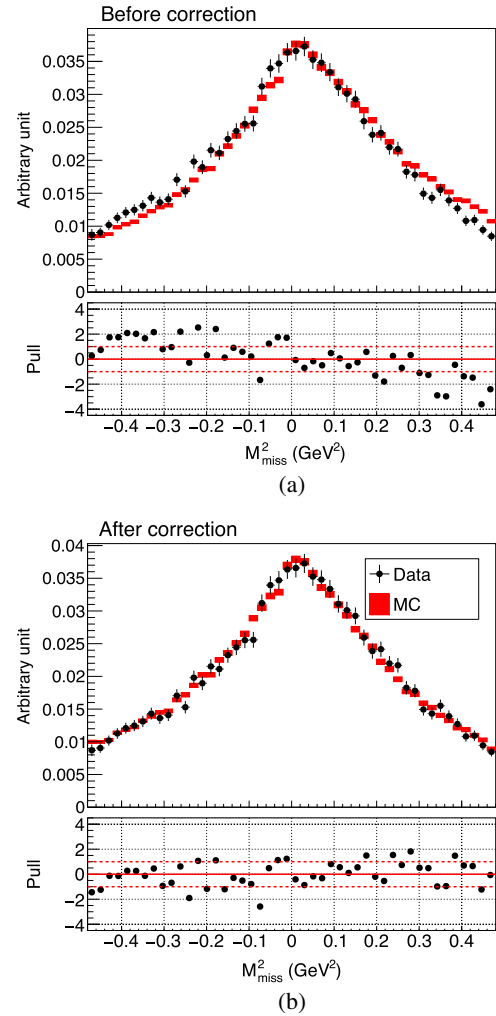 Before correction
0.035
0.03
0.025
0.02
0.015
0.01
0.005
0
Arbitrary unit
4
2
0
−2
−4
Pull
−0.4 −0.3 −0.2 −0.1 0 0.1 0.2 0.3 0.4
M²miss (GeV²)
(a)
After correction
0.04
0.035
0.03
0.025
0.02
0.015
0.01
0.005
0
Arbitrary unit
Data
MC
4
2
0
−2
−4
Pull
−0.4 −0.3 −0.2 −0.1 0 0.1 0.2 0.3 0.4
M²miss (GeV²)
(b)